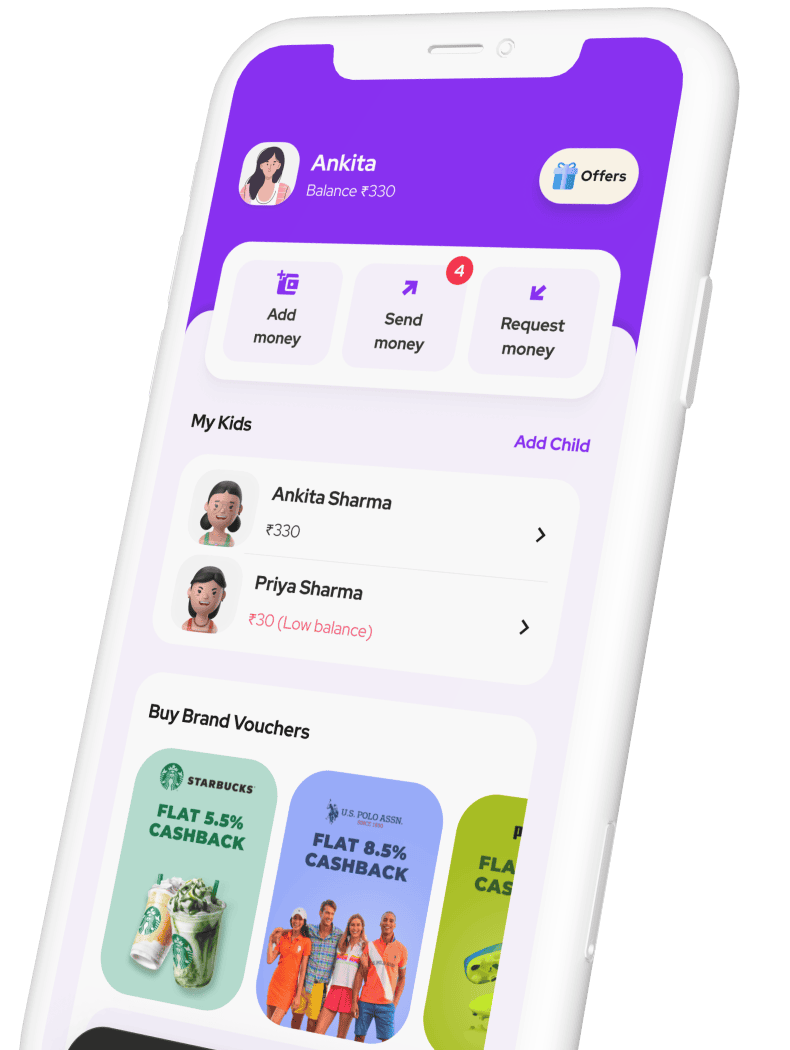 Ankita
Balance ₹330
Offers
4
Add
money
Send
money
Request
money
My Kids
Add Child
Ankita Sharma
₹330
Priya Sharma
₹30 (Low balance)
Buy Brand Vouchers
STARBUCKS
FLAT 5.5%
CASHBACK
U.S. POLO ASSN.
SINCE 1890
FLAT 8.5%
CASHBACK
FLA
CAS